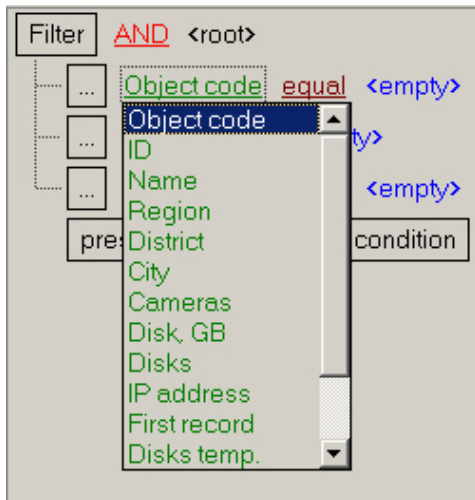 Filter AND <root>
... Object code equal <empty>
Object code
... ty>
ID
Name
... <empty>
Region
pres condition
District
City
Cameras
Disk, GB
Disks
IP address
First record
Disks temp.